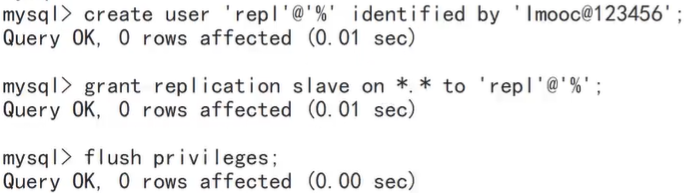 mysql> create user 'repl'@'%' identified by 'Imooc@123456';
Query OK, 0 rows affected (0.01 sec)
mysql> grant replication slave on *.* to 'repl'@'%';
Query OK, 0 rows affected (0.01 sec)
mysql> flush privileges;
Query OK, 0 rows affected (0.00 sec)